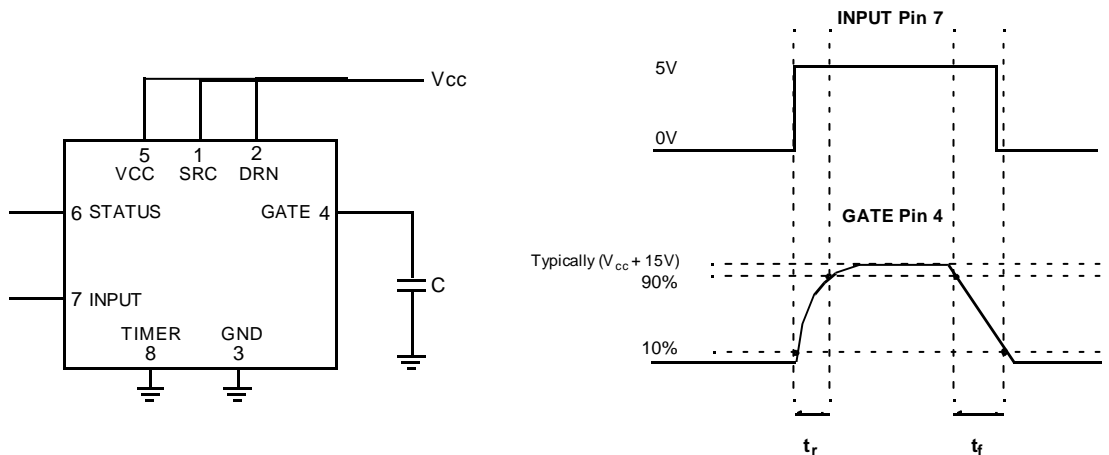 Vcc
5 1 2
VCC SRC DRN
6 STATUS
GATE 4
C
7 INPUT
TIMER GND
8 3
INPUT Pin 7
5V
0V
GATE Pin 4
Typically (Vcc + 15V)
90%
10%
tr tf